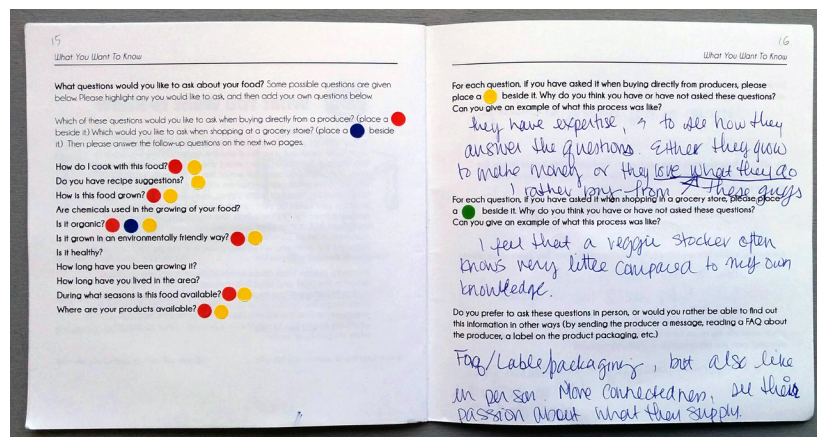 15
What You Want To Know
What questions would you like to ask about your food? Some possible questions are given
below. Please highlight any you would like to ask, and then add your own questions below.
Which of these questions would you like to ask when buying directly from a producer? (place a
beside it.) Which would you like to ask when shopping at a grocery store? (place a beside
it.) Then please answer the follow-up questions on the next two pages.
How do I cook with this food?
Do you have recipe suggestions?
How is this food grown?
Are chemicals used in the growing of your food?
Is it organic?
Is it grown in an environmentally friendly way?
Is it healthy?
How long have you been growing it?
How long have you lived in the area?
During what seasons is this food available?
Where are your products available?
16
What You Want To Know
For each question, if you have asked it when buying directly from producers, please
place a beside it. Why do you think you have or have not asked these questions?
Can you give an example of what this process was like?
they have expertise, & to see how they
answer the questions. Either they grow
to make money or they love what they do
I rather buy from these guys
For each question, if you have asked it when shopping in a grocery store, please place
a beside it. Why do you think you have or have not asked these questions?
Can you give an example of what this process was like?
I feel that a veggie stocker often
knows very little compared to my own
knowledge.
Do you prefer to ask these questions in person, or would you rather be able to find out
this information in other ways (by sending the producer a message, reading a FAQ about
the producer, a label on the product packaging, etc.)
Faq/Lable/packaging, but also like
in person. More connectedness, see their
passion about what they supply.